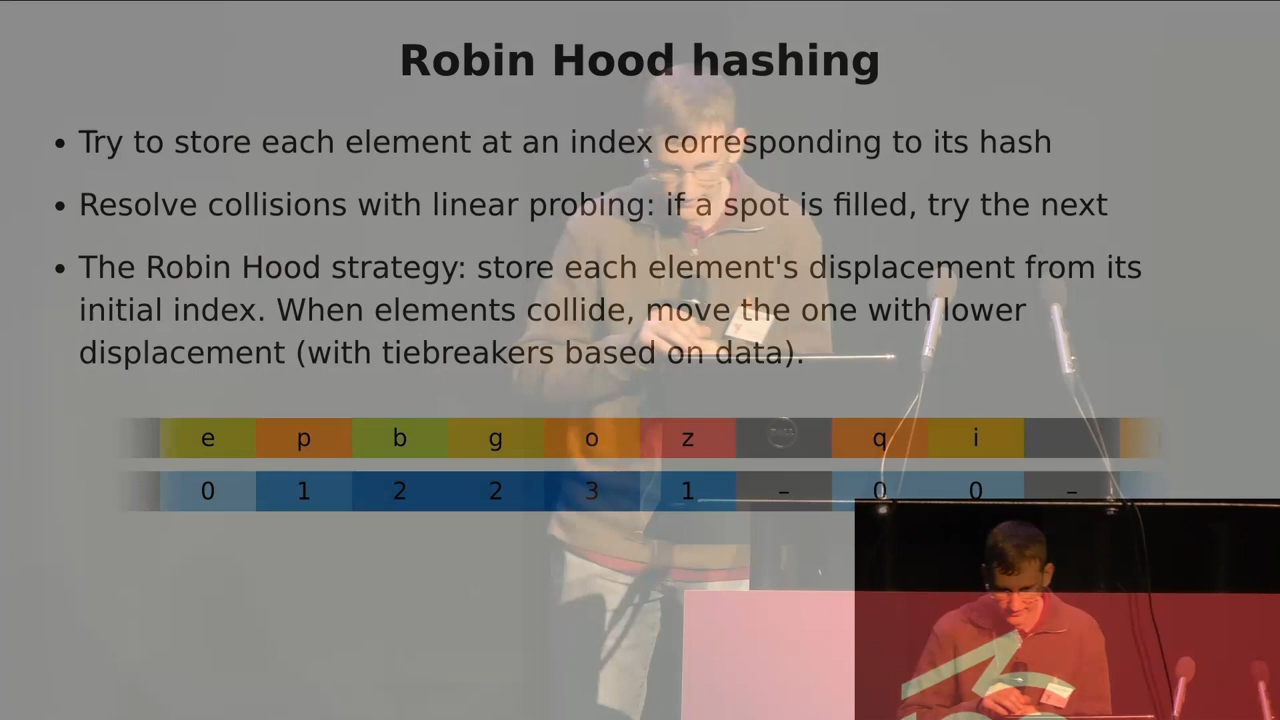 Robin Hood hashing
• Try to store each element at an index corresponding to its hash
• Resolve collisions with linear probing: if a spot is filled, try the next
• The Robin Hood strategy: store each element's displacement from its
initial index. When elements collide, move the one with lower
displacement (with tiebreakers based on data).
e p b g o z q i
0 1 2 2 3 1 – 0 0 –